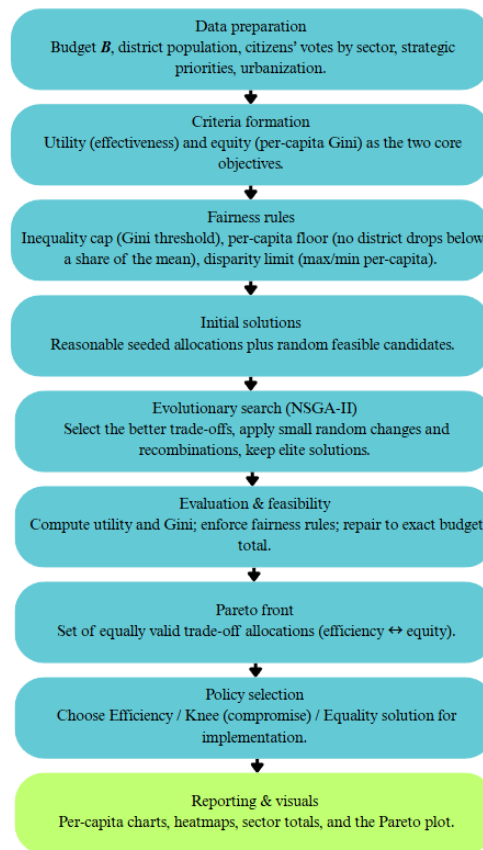 Data preparation
Budget B, district population, citizens' votes by sector, strategic
priorities, urbanization.
Criteria formation
Utility (effectiveness) and equity (per-capita Gini) as the two core
objectives.
Fairness rules
Inequality cap (Gini threshold), per-capita floor (no district drops below
a share of the mean), disparity limit (max/min per-capita).
Initial solutions
Reasonable seeded allocations plus random feasible candidates.
Evolutionary search (NSGA-II)
Select the better trade-offs, apply small random changes and
recombinations, keep elite solutions.
Evaluation & feasibility
Compute utility and Gini; enforce fairness rules; repair to exact budget
total.
Pareto front
Set of equally valid trade-off allocations (efficiency ↔ equity).
Policy selection
Choose Efficiency / Knee (compromise) / Equality solution for
implementation.
Reporting & visuals
Per-capita charts, heatmaps, sector totals, and the Pareto plot.